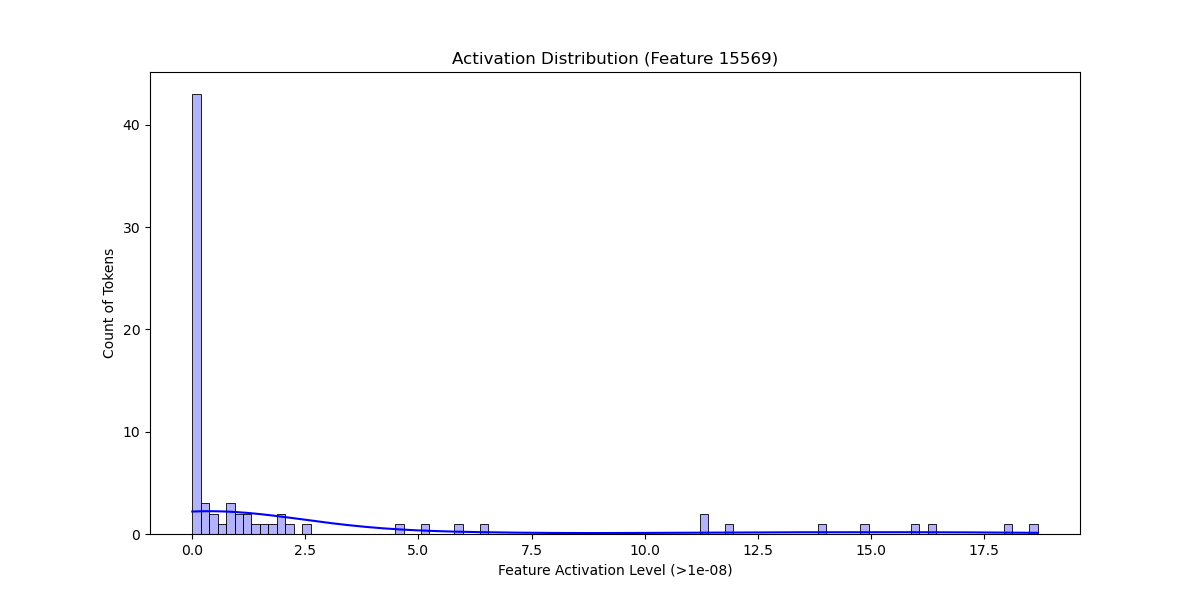 Activation Distribution (Feature 15569)
Count of Tokens
40
30
20
10
0
0.0 2.5 5.0 7.5 10.0 12.5 15.0 17.5
Feature Activation Level (>1e-08)